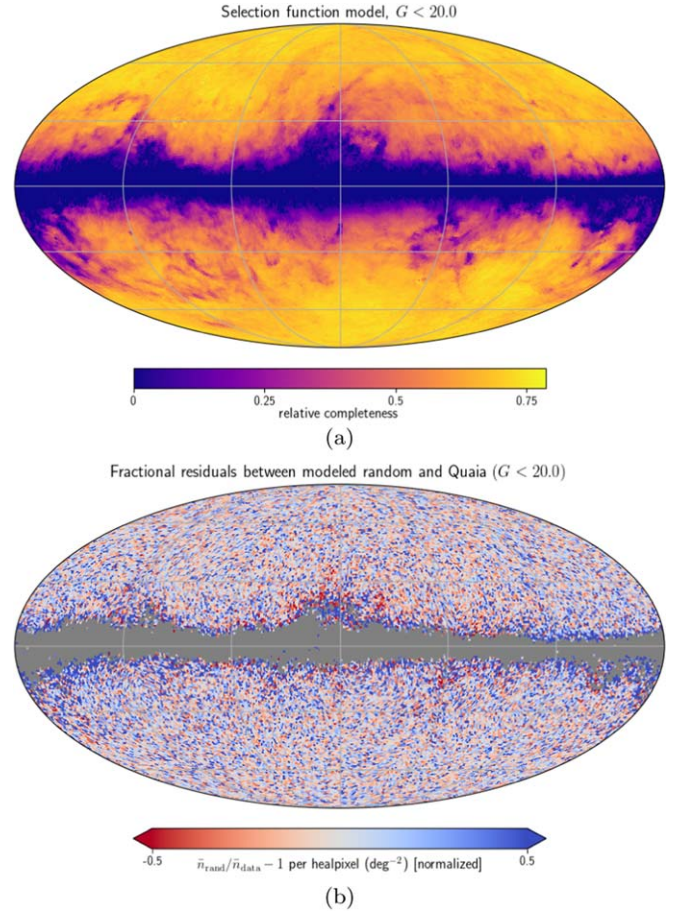 Selection function model, G < 20.0
0 0.25 0.5 0.75
relative completeness
(a)
Fractional residuals between modeled random and Quaia (G < 20.0)
-0.5 0.5
n̄rand/n̄data − 1 per healpixel (deg⁻²) [normalized]
(b)